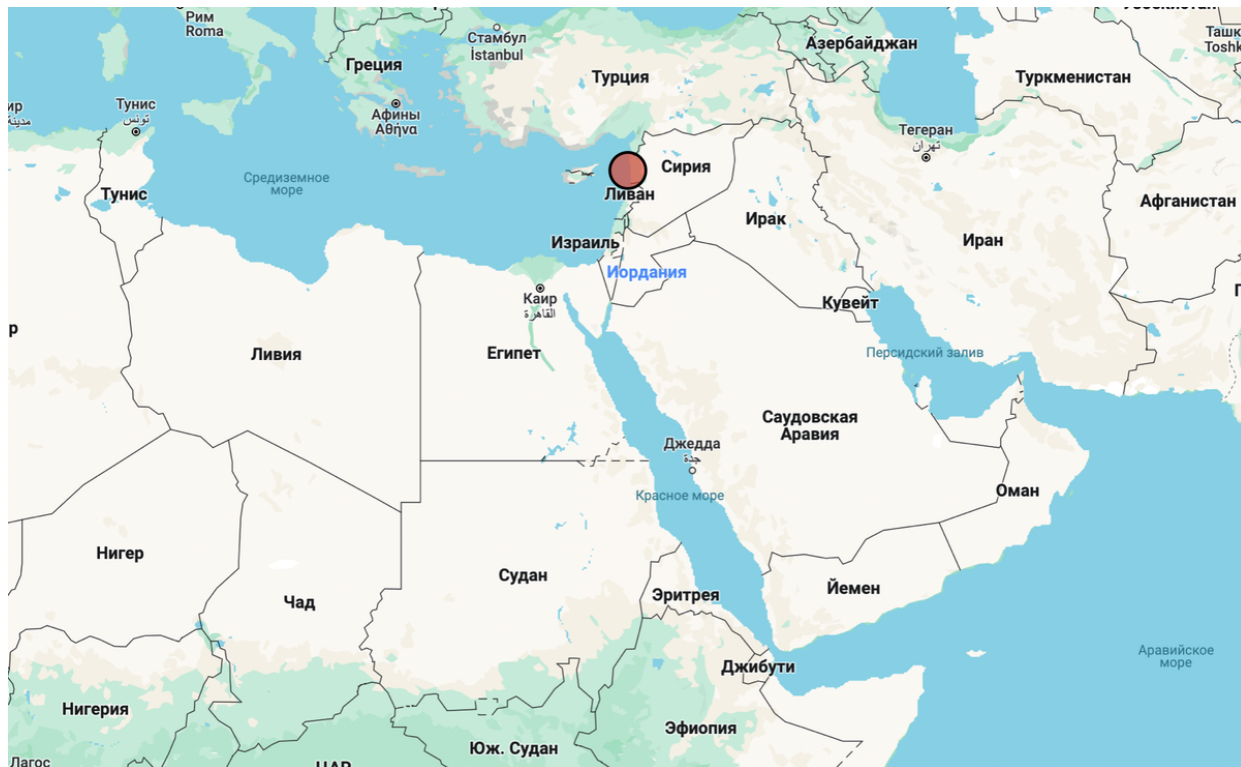 Рим
Roma
Стамбул
İstanbul
Азербайджан
Греция
Турция
Туркменистан
Афины
Αθήνα
Тунис
تونس
Тегеран
تهران
Средиземное
море
Тунис
Сирия
Ливан
Афганистан
Ирак
Иран
Израиль
Иордания
Каир
القاهرة
Кувейт
Ливия
Египет
Персидский залив
Саудовская
Аравия
Джедда
جدة
Красное море
Оман
Нигер
Судан
Чад
Эритрея
Йемен
Аравийское
море
Джибути
Нигерия
Эфиопия
Юж. Судан
Лагос
ЦАР